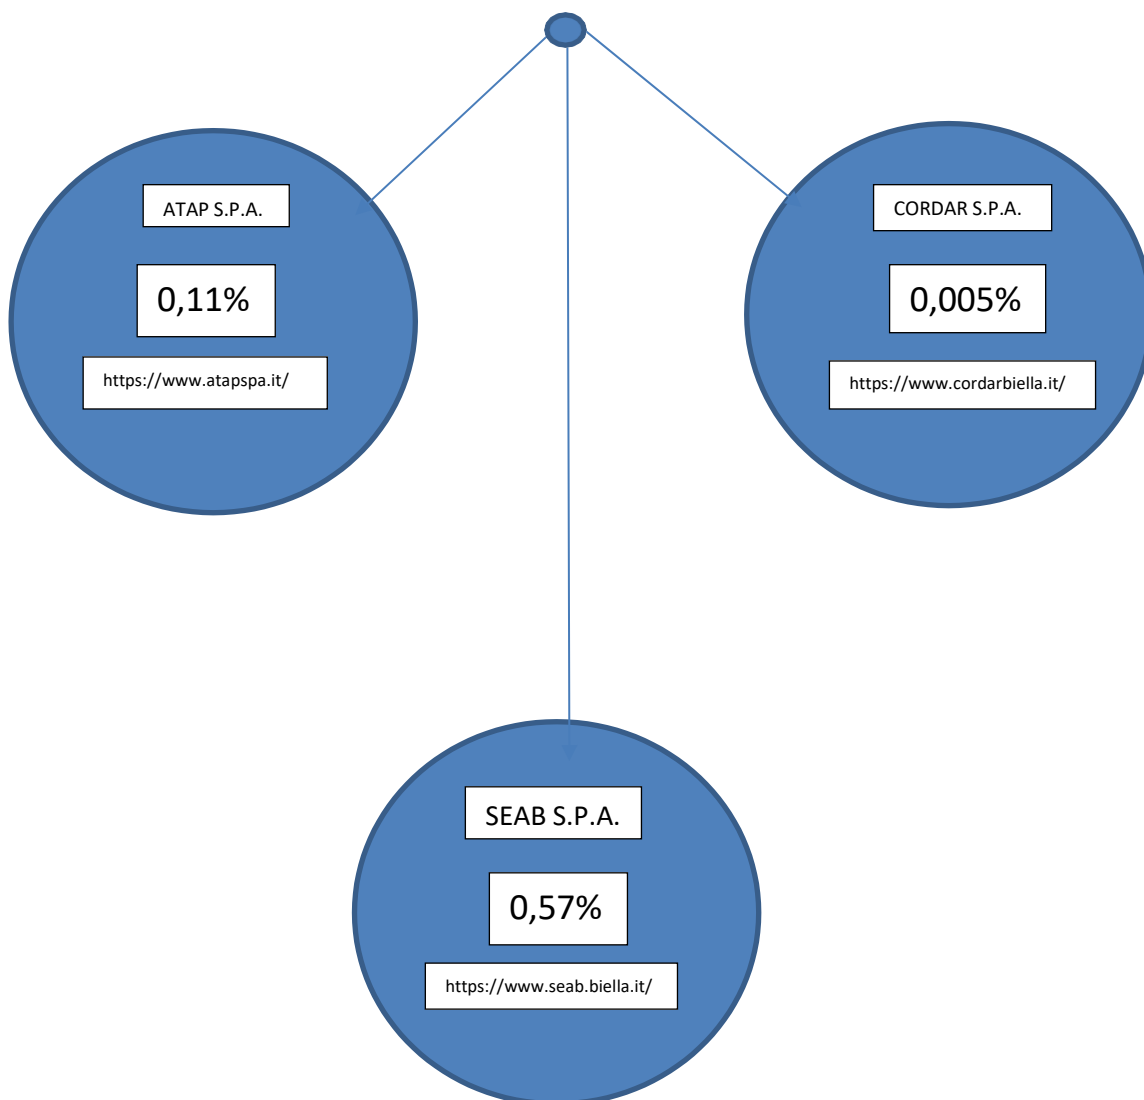 ATAP S.P.A.
0,11%
https://www.atapspa.it/
CORDAR S.P.A.
0,005%
https://www.cordarbiella.it/
SEAB S.P.A.
0,57%
https://www.seab.biella.it/